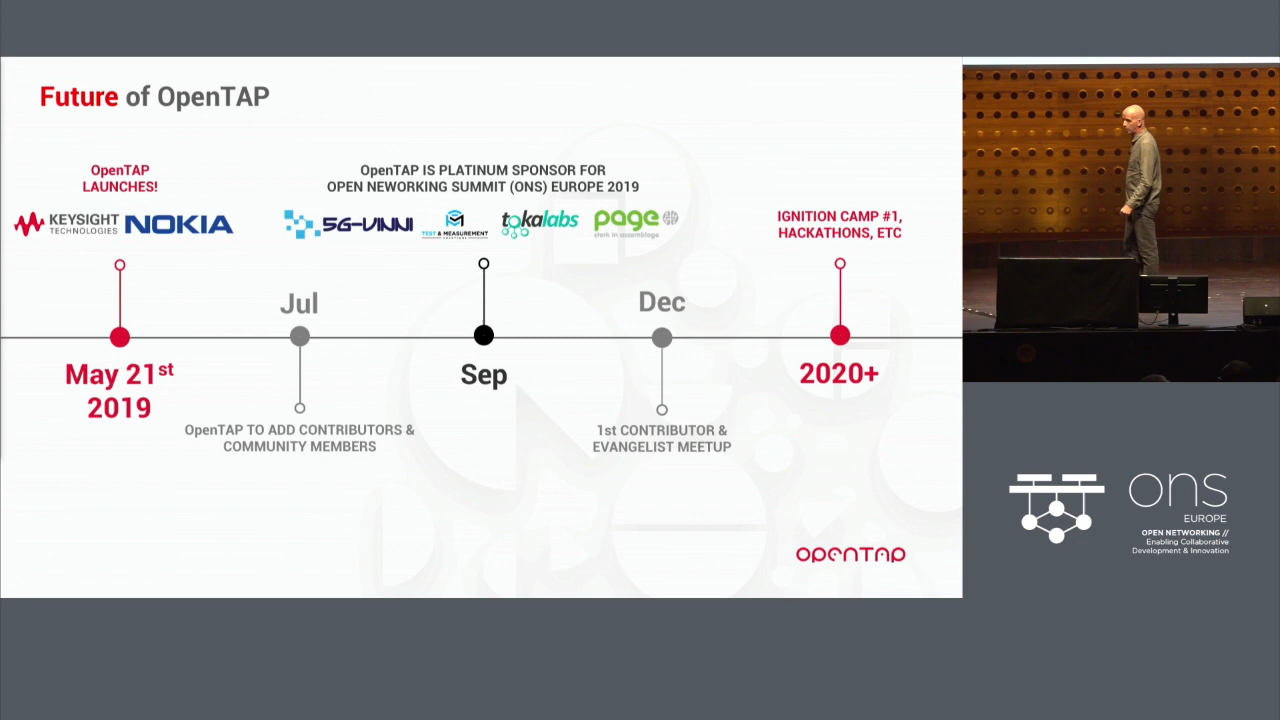 Future of OpenTAP
OpenTAP
LAUNCHES!
KEYSIGHT
TECHNOLOGIES
NOKIA
OpenTAP IS PLATINUM SPONSOR FOR
OPEN NEWORKING SUMMIT (ONS) EUROPE 2019
5G-VINNI
TEST & MEASUREMENT
SOLUTIONS
tokalabs
page
stark in assemblage
IGNITION CAMP #1,
HACKATHONS, ETC
Jul
Dec
May 21st
2019
Sep
2020+
OpenTAP TO ADD CONTRIBUTORS &
COMMUNITY MEMBERS
1st CONTRIBUTOR &
EVANGELIST MEETUP
OPENTAP
ons
EUROPE
OPEN NETWORKING //
Enabling Collaborative
Development & Innovation